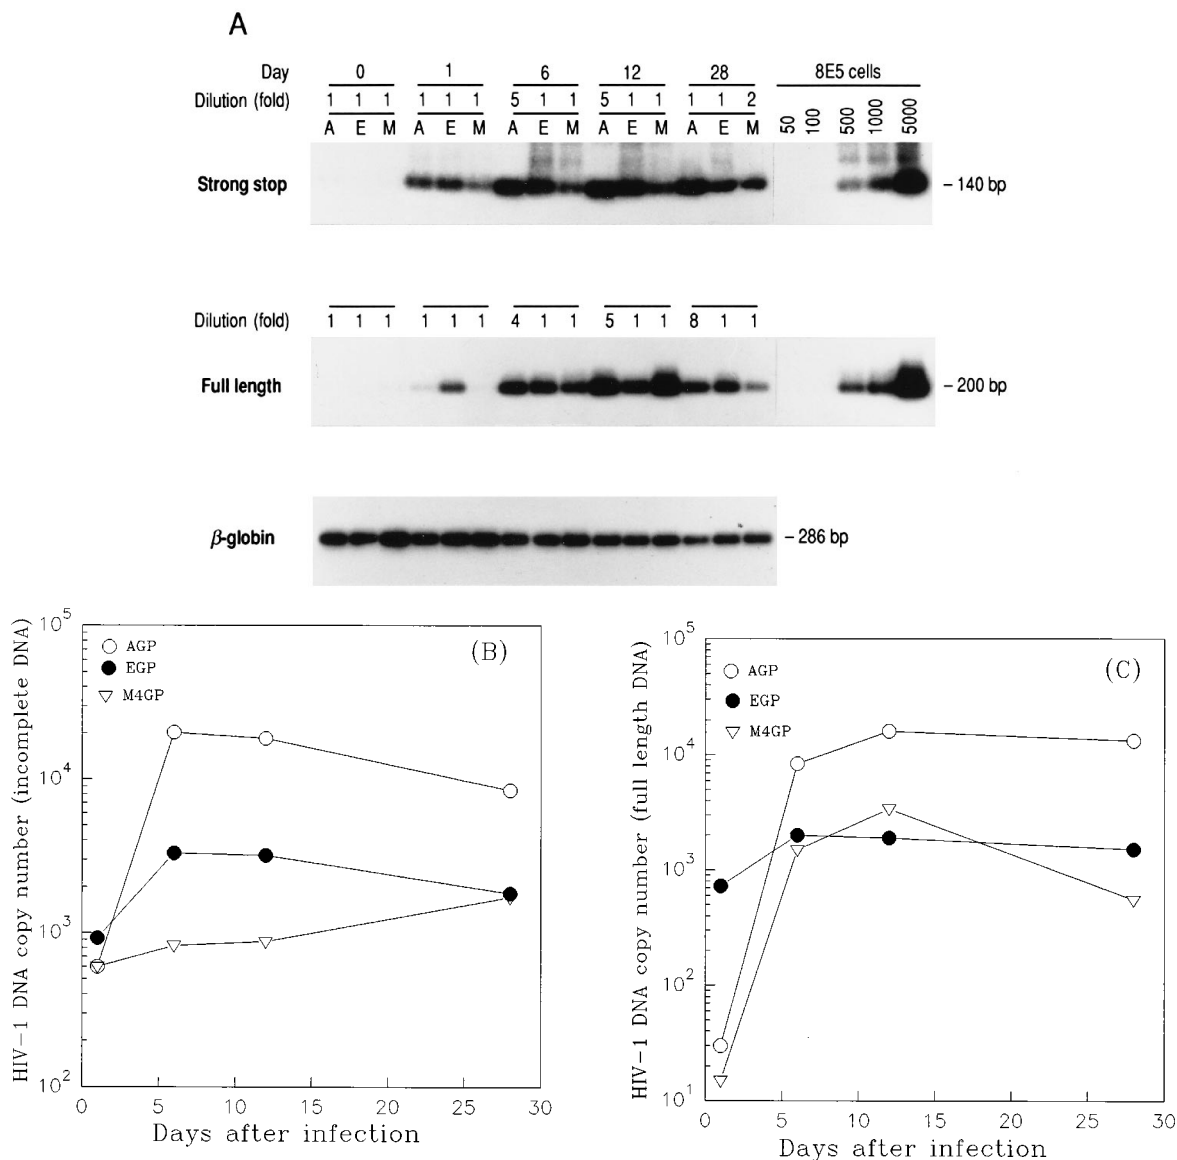 A
Day 0 1 6 12 28 8E5 cells
Dilution (fold) 1 1 1 1 1 1 5 1 1 5 1 1 1 1 2 50 100 500 1000 5000
A E M A E M A E M A E M A E M
Strong stop – 140 bp
Dilution (fold) 1 1 1 1 1 1 4 1 1 5 1 1 8 1 1
Full length – 200 bp
β-globin – 286 bp
(B)
AGP
EGP
M4GP
HIV−1 DNA copy number (incomplete DNA)
10^5
10^4
10^3
10^2
0 5 10 15 20 25 30
Days after infection
(C)
AGP
EGP
M4GP
HIV−1 DNA copy number (full length DNA)
10^5
10^4
10^3
10^2
10^1
0 5 10 15 20 25 30
Days after infection